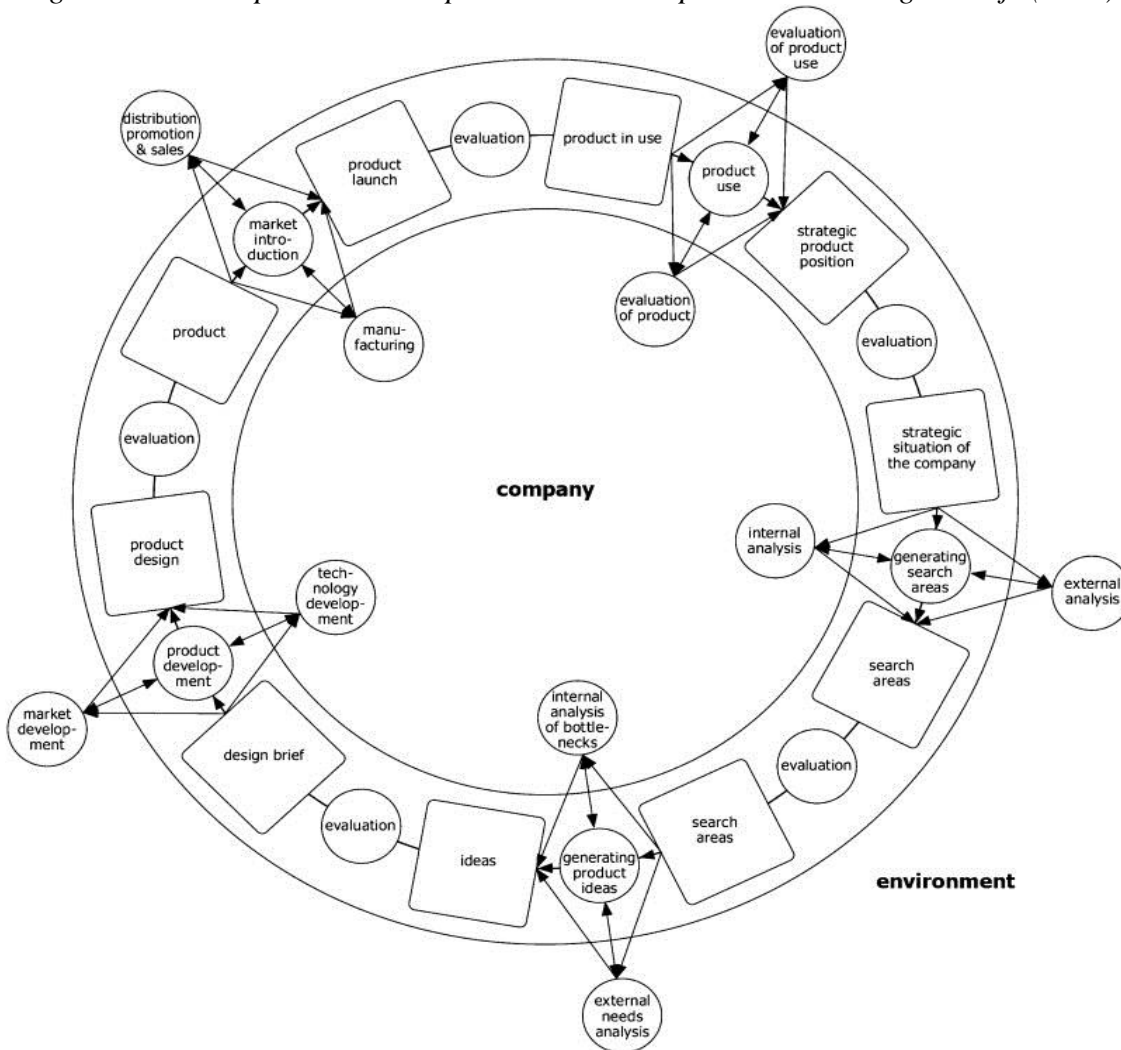 evaluation
of product
use
distribution
promotion
& sales
product
launch
evaluation
product in use
product
use
market
intro-
duction
strategic
product
position
evaluation
of product
product
manu-
facturing
evaluation
evaluation
strategic
situation of
the company
company
product
design
internal
analysis
generating
search
areas
external
analysis
tech-
nology
develop-
ment
product
develop-
ment
search
areas
market
develop-
ment
internal
analysis
of bottle-
necks
design brief
evaluation
evaluation
search
areas
ideas
generating
product
ideas
environment
external
needs
analysis